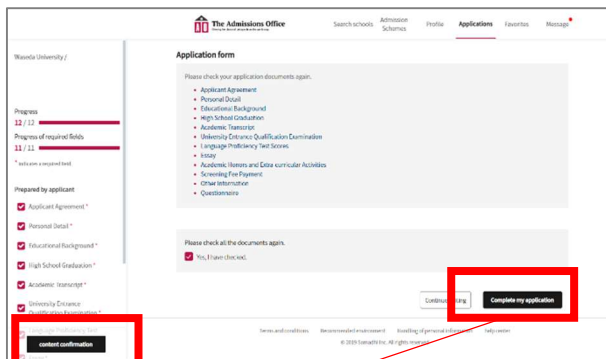 The Admissions Office
Search schools
Admission
Schemes
Profile
Applications
Favorites
Message
Waseda University /
Application form
Please check your application documents again.
Applicant Agreement
Personal Detail
Educational Background
High School Graduation
Academic Transcript
University Entrance Qualification Examination
Language Proficiency Test Scores
Essay
Academic Honors and Extra-curricular Activities
Screening Fee Payment
Other Information
Questionnaire
Progress
12 / 12
Progress of required fields
11 / 11
* indicates a required field
Prepared by applicant
Applicant Agreement *
Personal Detail *
Educational Background *
High School Graduation *
Academic Transcript *
University Entrance
Qualification Examination *
Language Proficiency Test
content confirmation
Please check all the documents again.
Yes, I have checked.
Complete my application
Terms and conditions
Recommended environment
Handling of personal information
Help center
© 2019 Sunadhi Inc. All rights reserved.